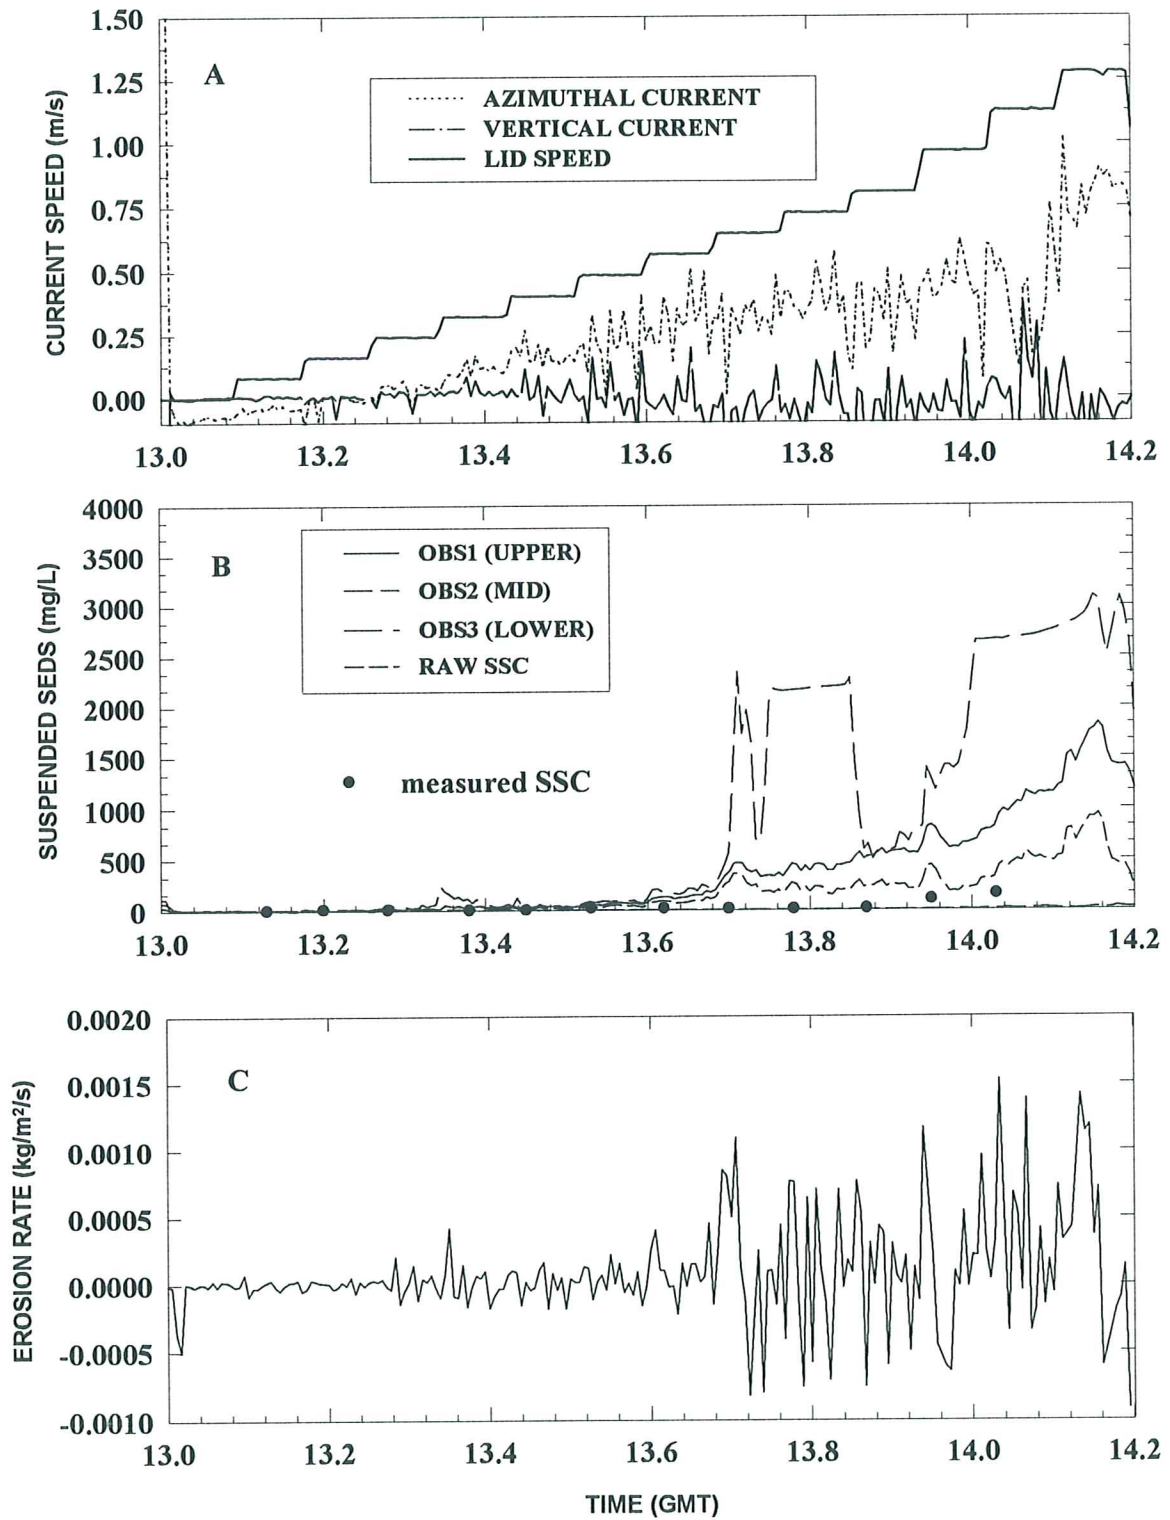 A
CURRENT SPEED (m/s)
1.50
1.25
1.00
0.75
0.50
0.25
0.00
AZIMUTHAL CURRENT
VERTICAL CURRENT
LID SPEED
13.0 13.2 13.4 13.6 13.8 14.0 14.2
B
SUSPENDED SEDS (mg/L)
4000
3500
3000
2500
2000
1500
1000
500
0
OBS1 (UPPER)
OBS2 (MID)
OBS3 (LOWER)
RAW SSC
measured SSC
13.0 13.2 13.4 13.6 13.8 14.0 14.2
C
EROSION RATE (kg/m²/s)
0.0020
0.0015
0.0010
0.0005
0.0000
-0.0005
-0.0010
13.0 13.2 13.4 13.6 13.8 14.0 14.2
TIME (GMT)